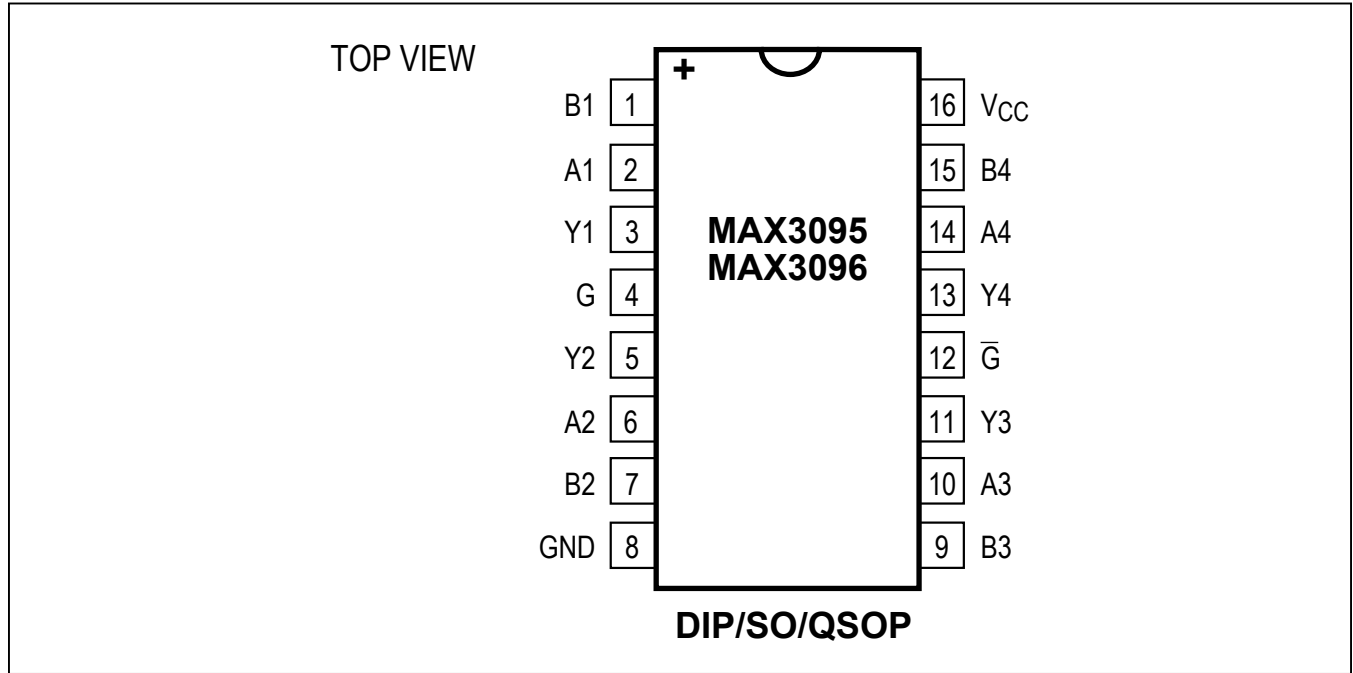 TOP VIEW
+
B1 1 16 VCC
A1 2 15 B4
Y1 3 14 A4
MAX3095
MAX3096
G 4 13 Y4
Y2 5 12 G̅
A2 6 11 Y3
B2 7 10 A3
GND 8 9 B3
DIP/SO/QSOP